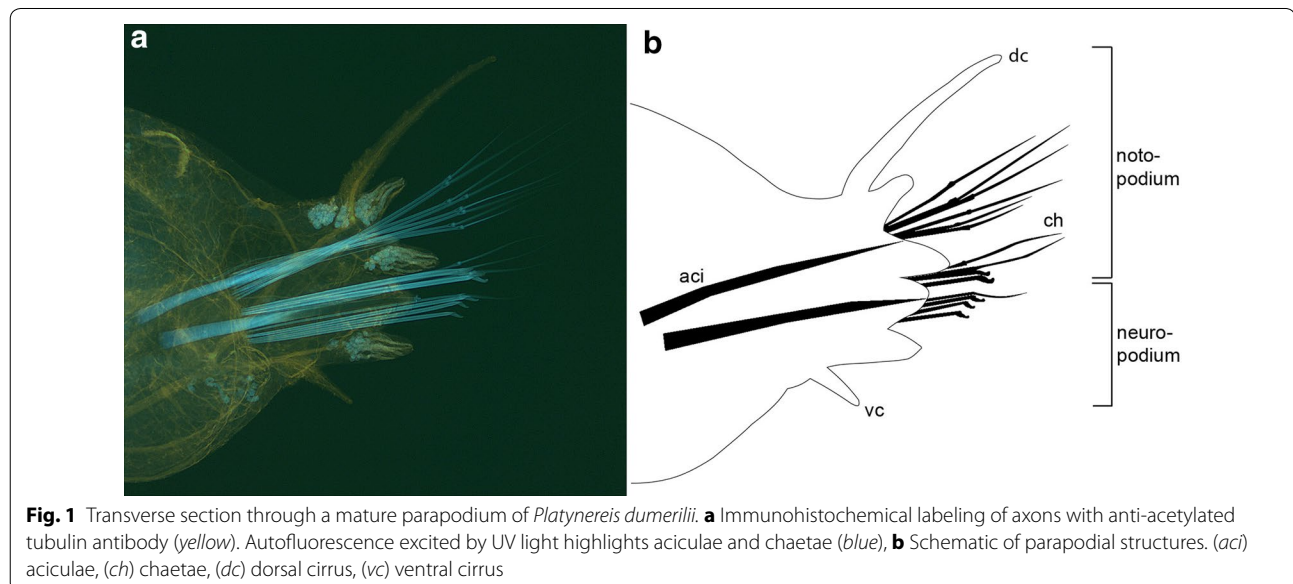 a
b
dc
noto-
podium
ch
aci
neuro-
podium
vc
Fig. 1 Transverse section through a mature parapodium of Platynereis dumerilii. a Immunohistochemical labeling of axons with anti-acetylated
tubulin antibody (yellow). Autofluorescence excited by UV light highlights aciculae and chaetae (blue), b Schematic of parapodial structures. (aci)
aciculae, (ch) chaetae, (dc) dorsal cirrus, (vc) ventral cirrus